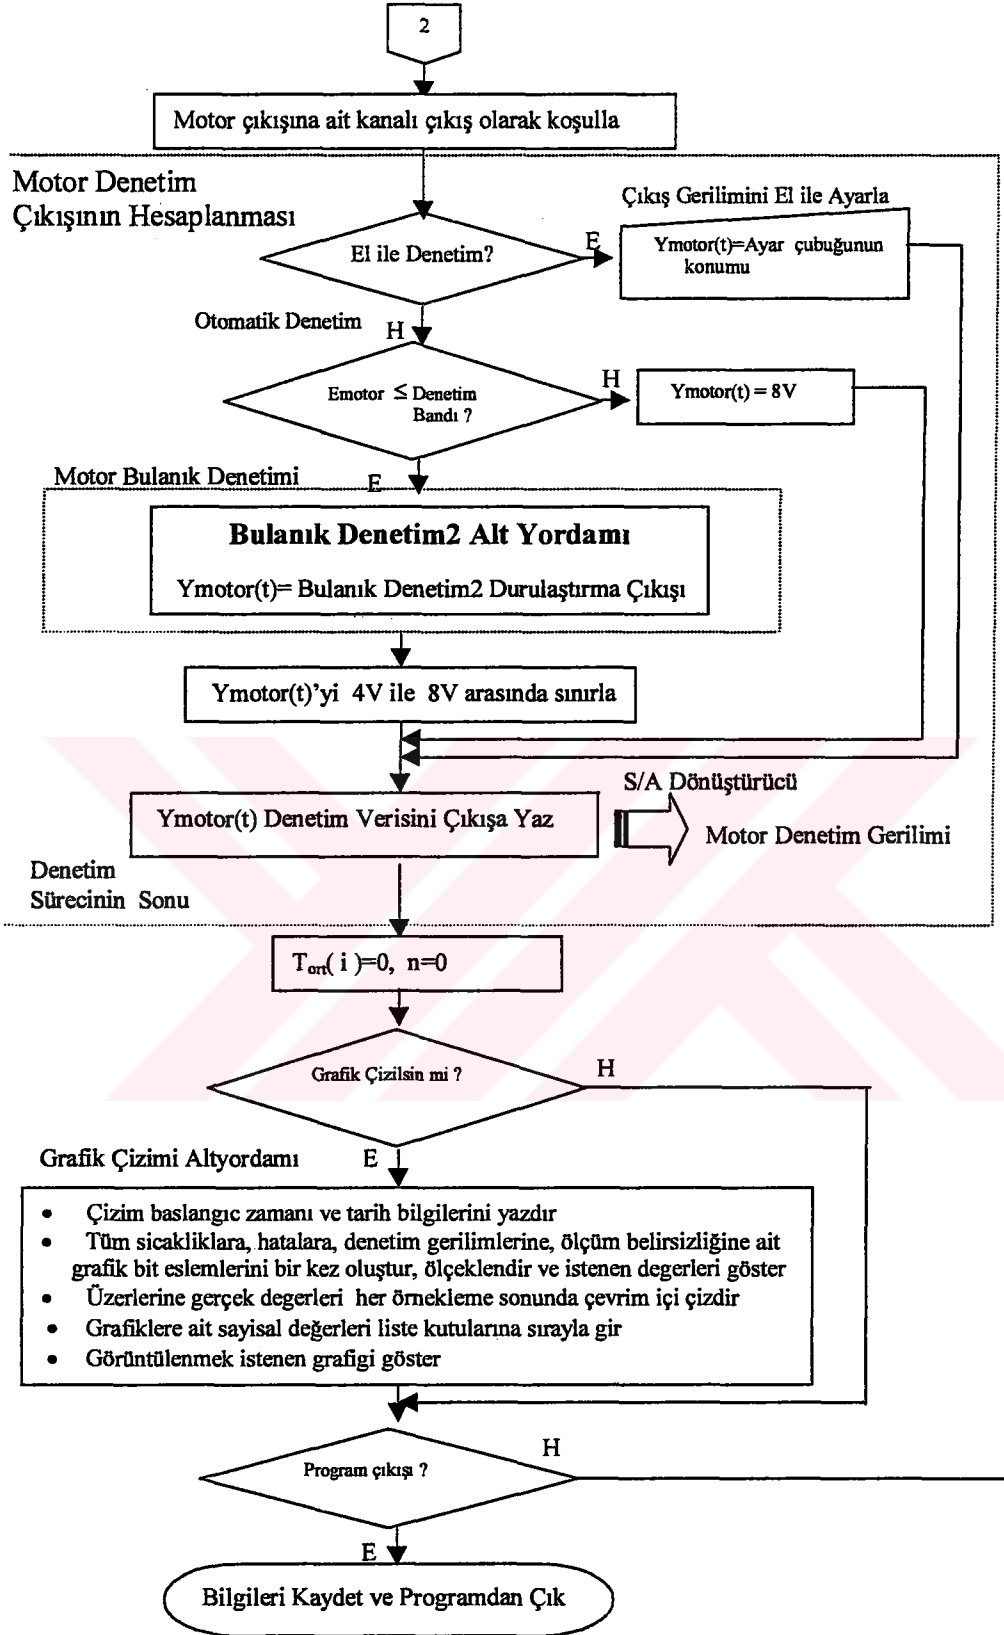 2
Motor çıkışına ait kanalı çıkış olarak koşulla
Motor Denetim
Çıkışının Hesaplanması
Çıkış Gerilimini El ile Ayarla
El ile Denetim?
E
Ymotor(t)=Ayar çubuğunun
konumu
Otomatik Denetim
H
Emotor ≤ Denetim
Bandı ?
H
Ymotor(t) = 8V
Motor Bulanık Denetimi
E
Bulanık Denetim2 Alt Yordamı
Ymotor(t)= Bulanık Denetim2 Durulaştırma Çıkışı
Ymotor(t)'yi 4V ile 8V arasında sınırla
S/A Dönüştürücü
Ymotor(t) Denetim Verisini Çıkışa Yaz
Motor Denetim Gerilimi
Denetim
Sürecinin Sonu
Tort( i )=0, n=0
Grafik Çizilsin mi ?
H
Grafik Çizimi Altyordamı
E
• Çizim baslangıc zamanı ve tarih bilgilerini yazdır
• Tüm sicakliklara, hatalara, denetim gerilimlerine, ölçüm belirsizliğine ait
grafik bit eslemlerini bir kez oluştur, ölçeklendir ve istenen degerleri göster
• Üzerlerine gerçek degerleri her örnekleme sonunda çevrim içi çizdir
• Grafiklere ait sayisal değerleri liste kutularına sırayla gir
• Görüntülenmek istenen grafigi göster
Program çıkışı ?
H
E
Bilgileri Kaydet ve Programdan Çık